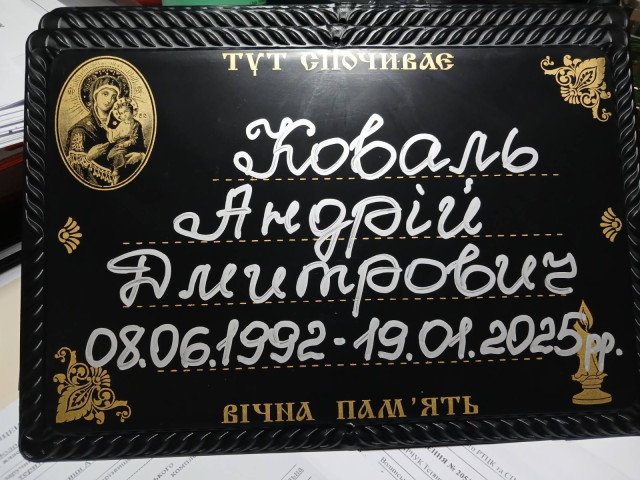 ТУТ СПОЧИВАЄ
Коваль
Андрій
Дмитрович
08.06.1992-19.01.2025рр.
ВІЧНА ПАМ'ЯТЬ